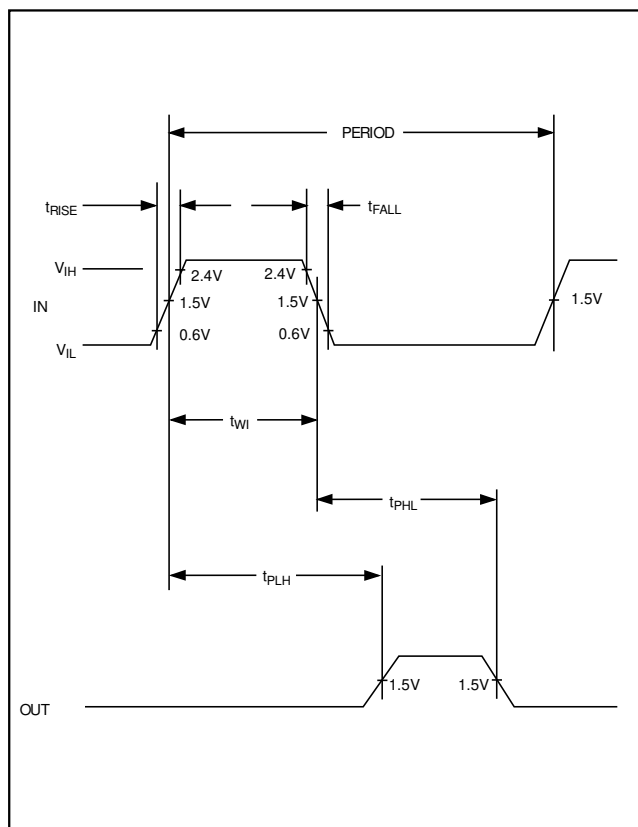 PERIOD
tRISE
tFALL
VIH
2.4V
2.4V
IN
1.5V
1.5V
1.5V
0.6V
0.6V
VIL
tWI
tPHL
tPLH
1.5V
1.5V
OUT